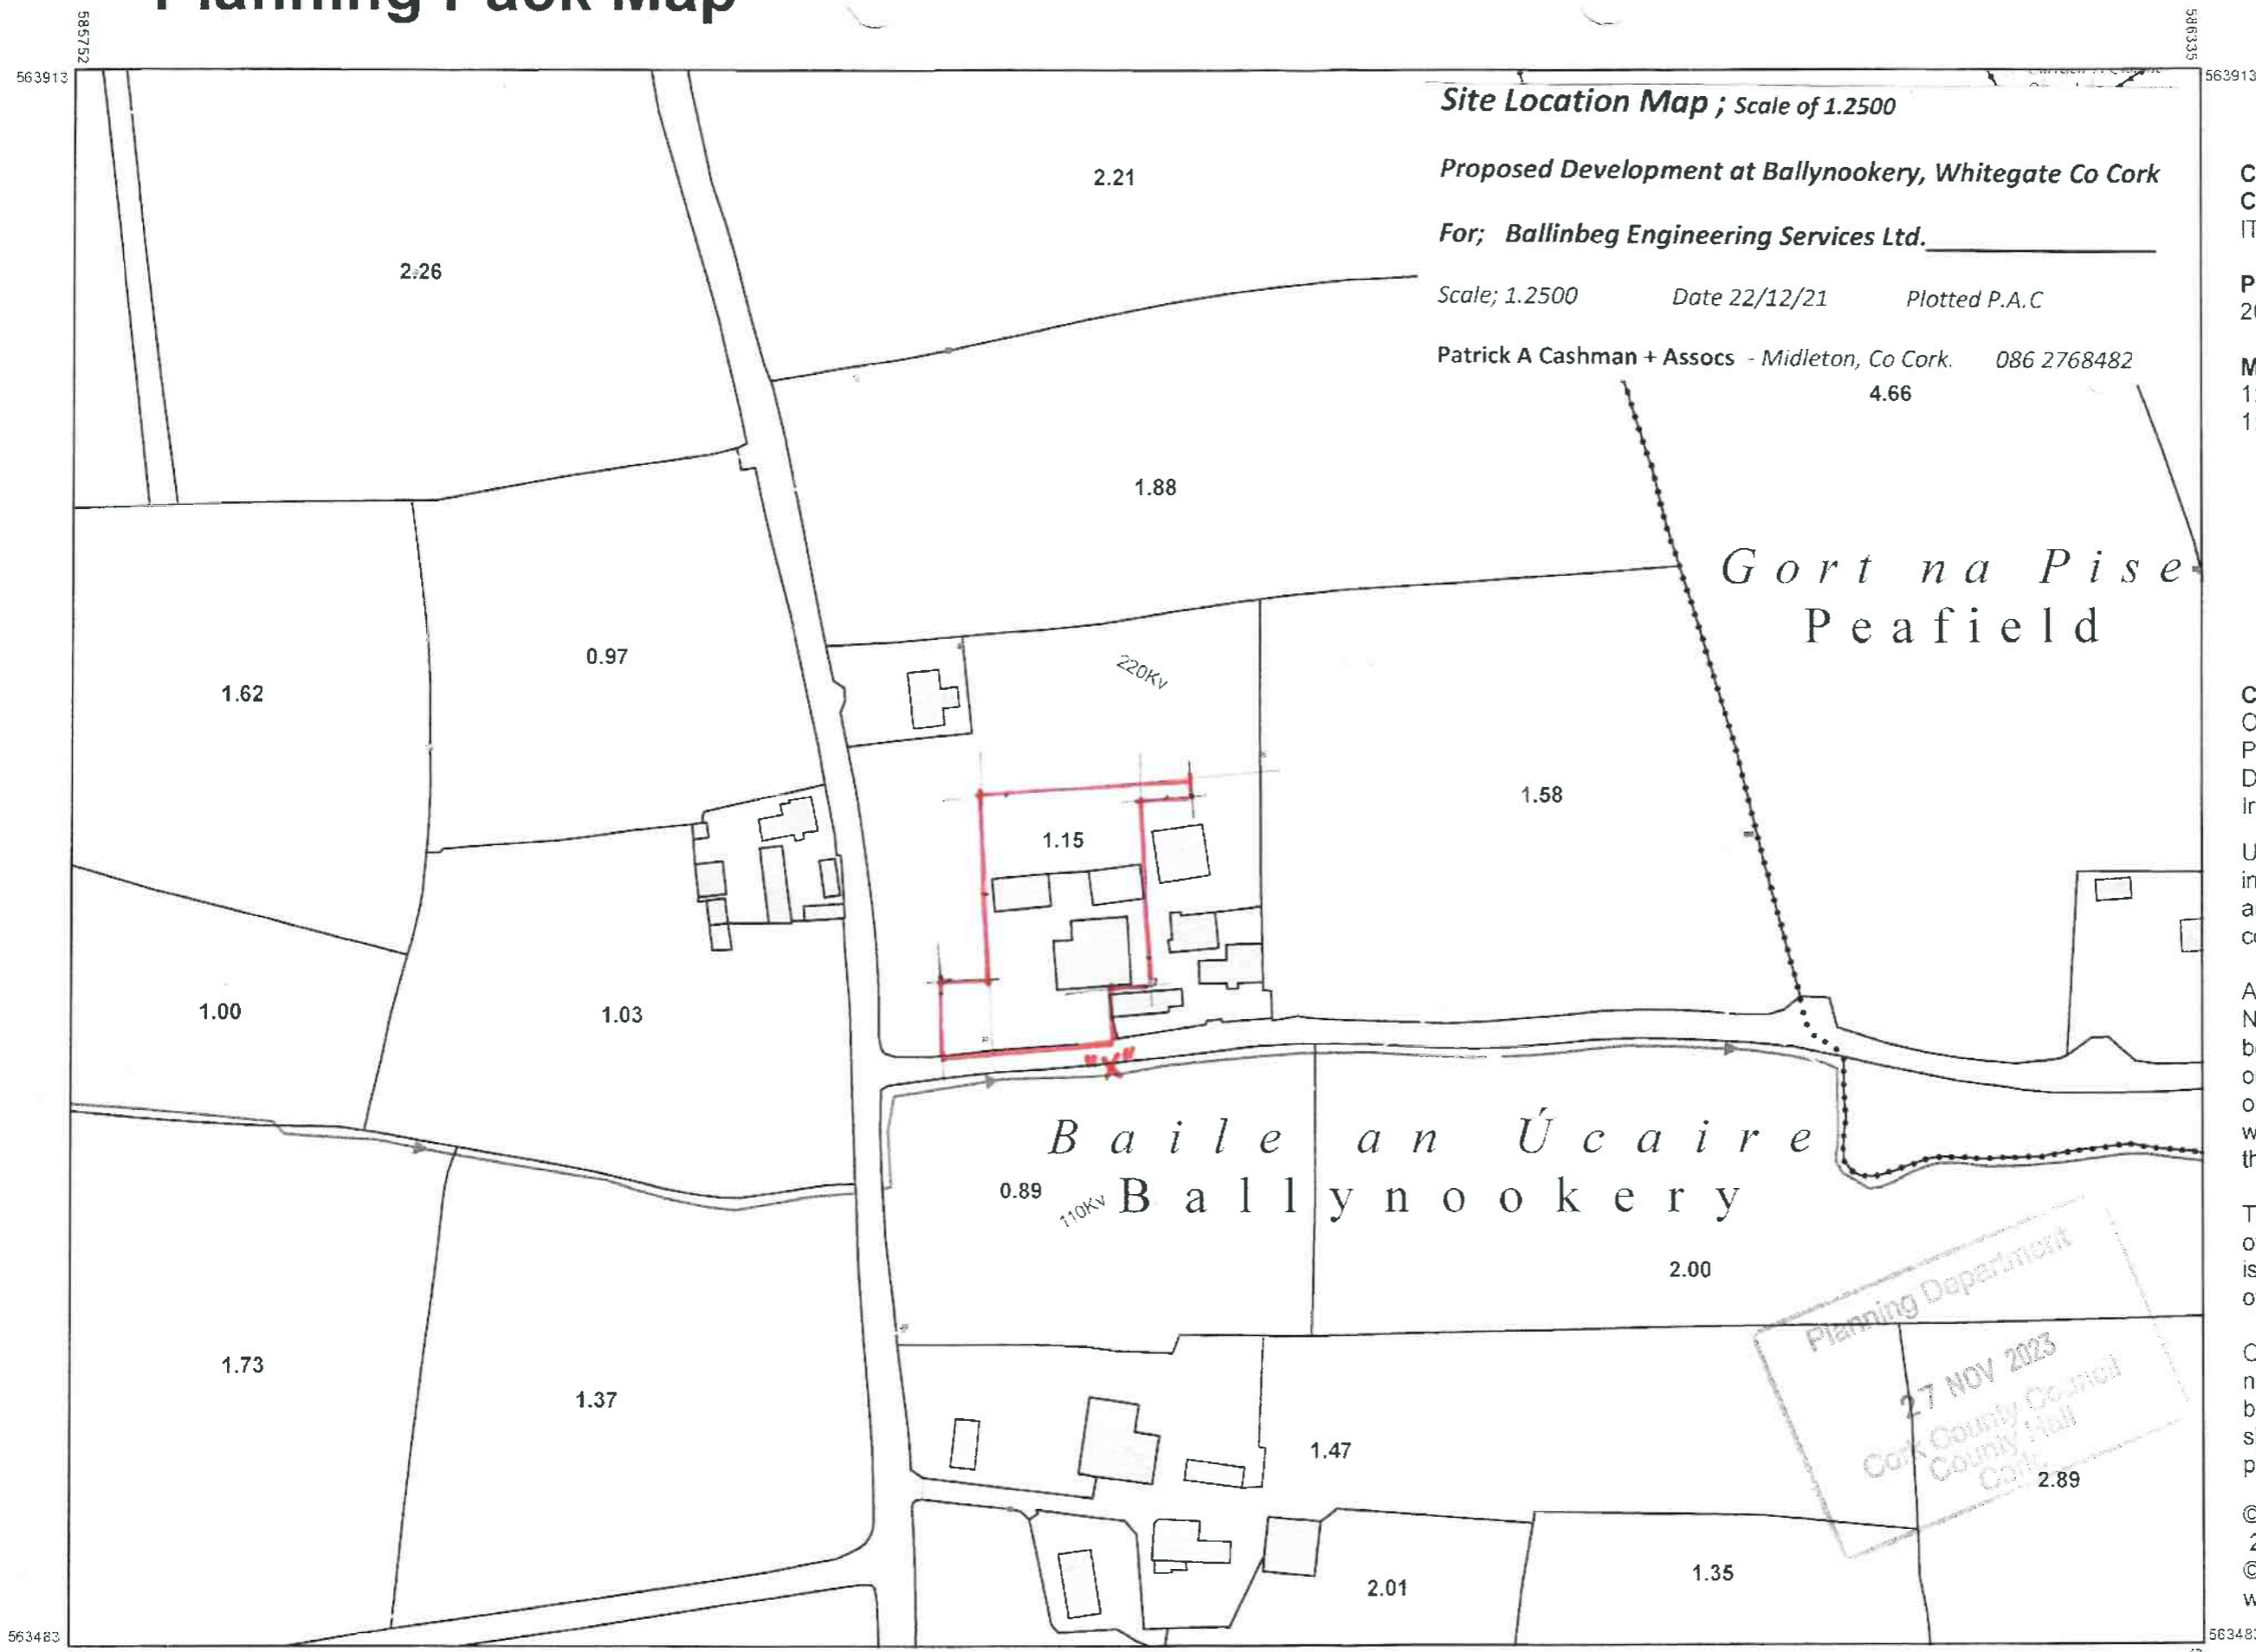 Planning Pack Map
585752
586335
563913
563913
Site Location Map ; Scale of 1.2500
Proposed Development at Ballynookery, Whitegate Co Cork
For; Ballinbeg Engineering Services Ltd.
Scale; 1.2500 Date 22/12/21 Plotted P.A.C
Patrick A Cashman + Assocs - Midleton, Co Cork. 086 2768482
2.21
2.26
4.66
1.88
Gort na Pise
Peafield
0.97
1.62
220Kv
1.58
1.15
1.00
1.03
"X"
Baile an Úcaire
0.89
110Kv
Ballynookery
2.00
Planning Department
27 NOV 2023
Cork County Council
County Hall
Cork
1.73
1.37
1.47
2.89
2.01
1.35
563483
563483